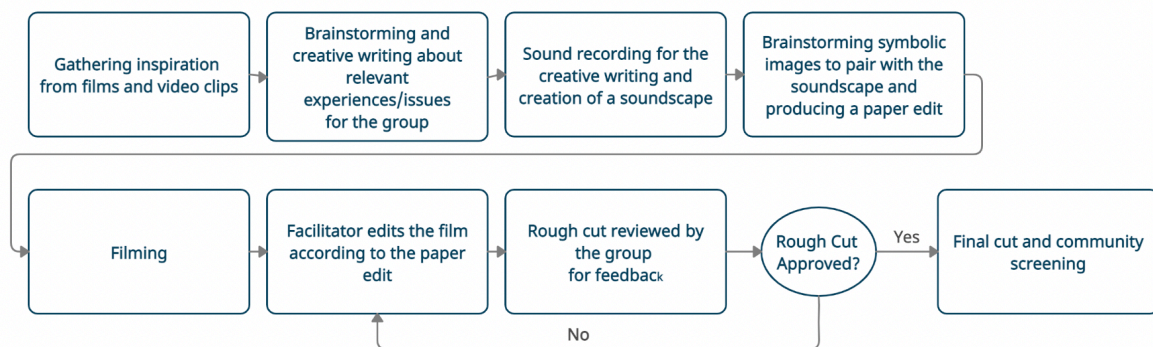 Gathering inspiration
from films and video clips
Brainstorming and
creative writing about
relevant
experiences/issues
for the group
Sound recording for the
creative writing and
creation of a soundscape
Brainstorming symbolic
images to pair with the
soundscape and
producing a paper edit
Filming
Facilitator edits the film
according to the paper
edit
Rough cut reviewed by
the group
for feedback
Rough Cut
Approved?
Yes
Final cut and community
screening
No